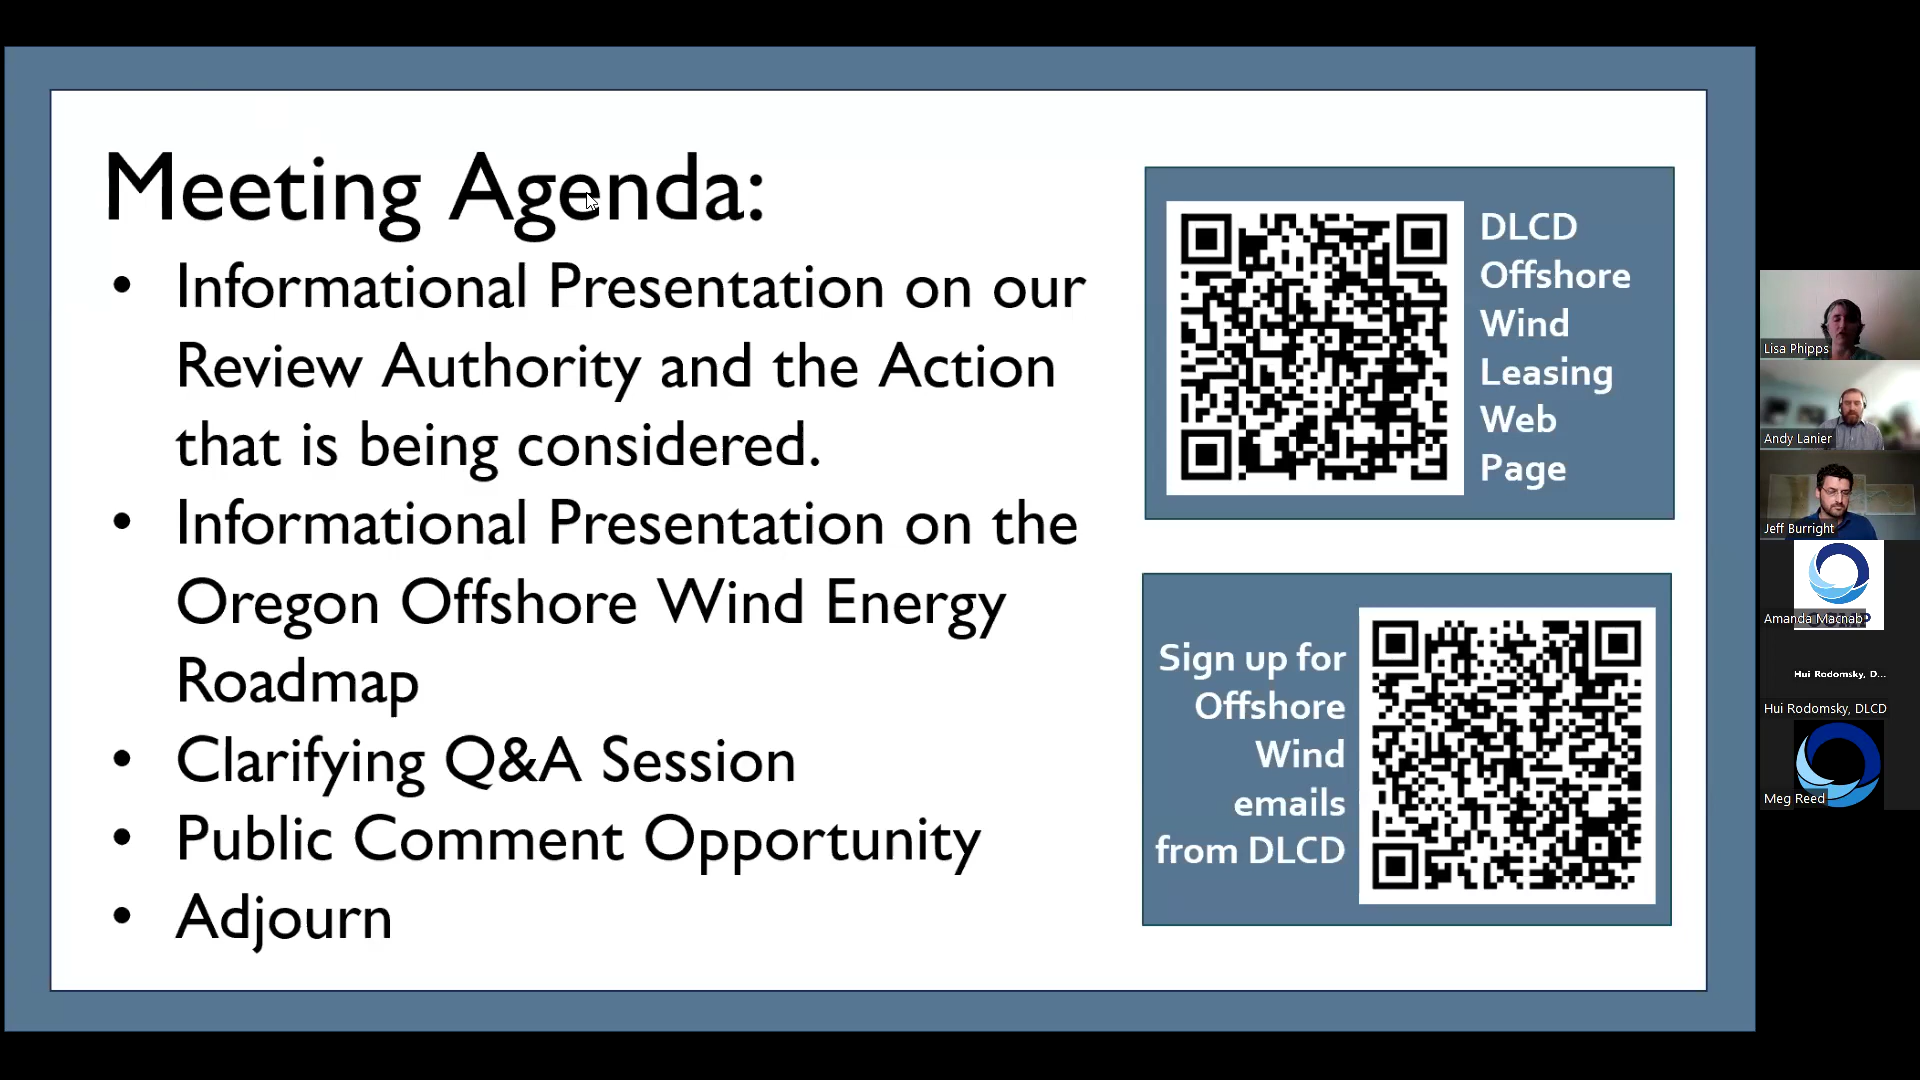 Meeting Agenda:
• Informational Presentation on our
Review Authority and the Action
that is being considered.
• Informational Presentation on the
Oregon Offshore Wind Energy
Roadmap
• Clarifying Q&A Session
• Public Comment Opportunity
• Adjourn
DLCD
Offshore
Wind
Leasing
Web
Page
Sign up for
Offshore
Wind
emails
from DLCD
Lisa Phipps
Andy Lanier
Jeff Burright
Amanda Macnab
Hui Rodomsky, D...
Hui Rodomsky, DLCD
Meg Reed